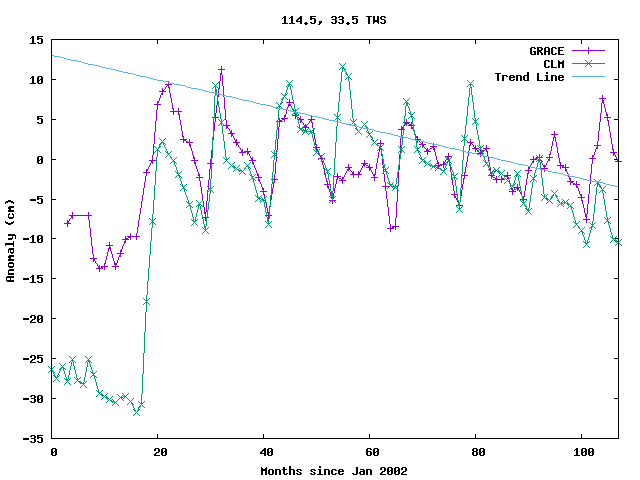 114.5, 33.5 TWS
GRACE
CLM
Trend Line
15
10
5
0
-5
-10
-15
-20
-25
-30
-35
Anomaly (cm)
0 20 40 60 80 100
Months since Jan 2002